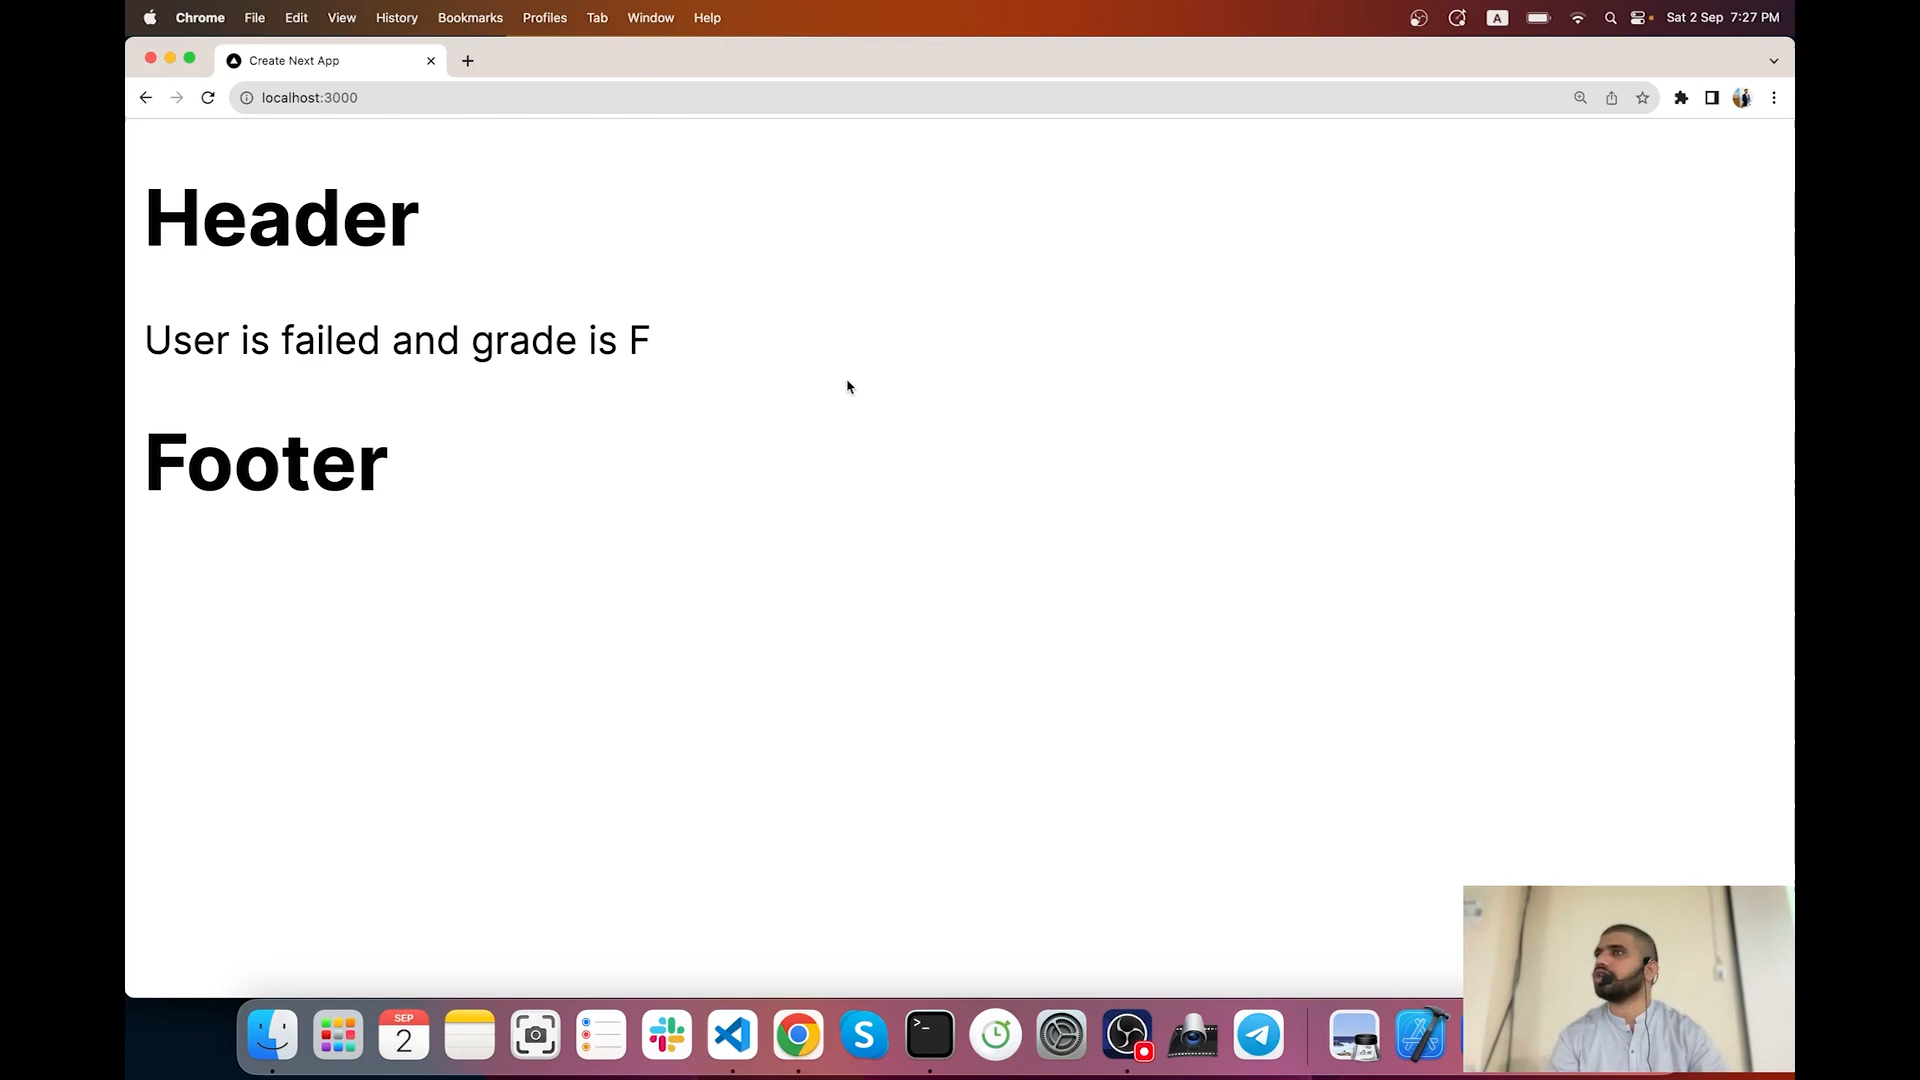 Chrome File Edit View History Bookmarks Profiles Tab Window Help A Sat 2 Sep 7:27 PM
Create Next App
localhost:3000
Header
User is failed and grade is F
Footer
SEP
2
>_
S